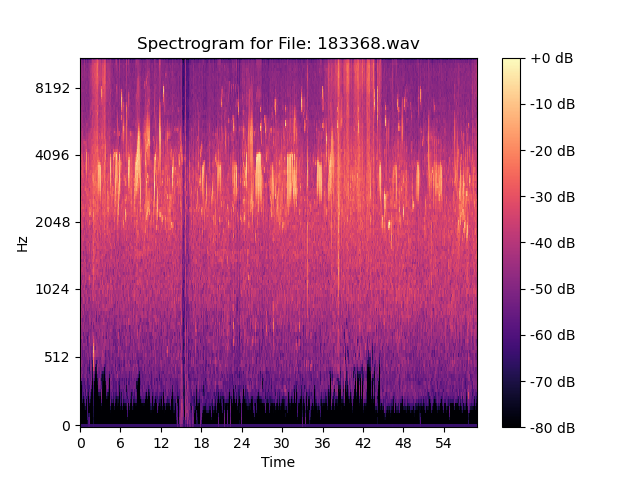 Spectrogram for File: 183368.wav
8192
4096
2048
1024
512
0
Hz
0 6 12 18 24 30 36 42 48 54
Time
+0 dB
-10 dB
-20 dB
-30 dB
-40 dB
-50 dB
-60 dB
-70 dB
-80 dB